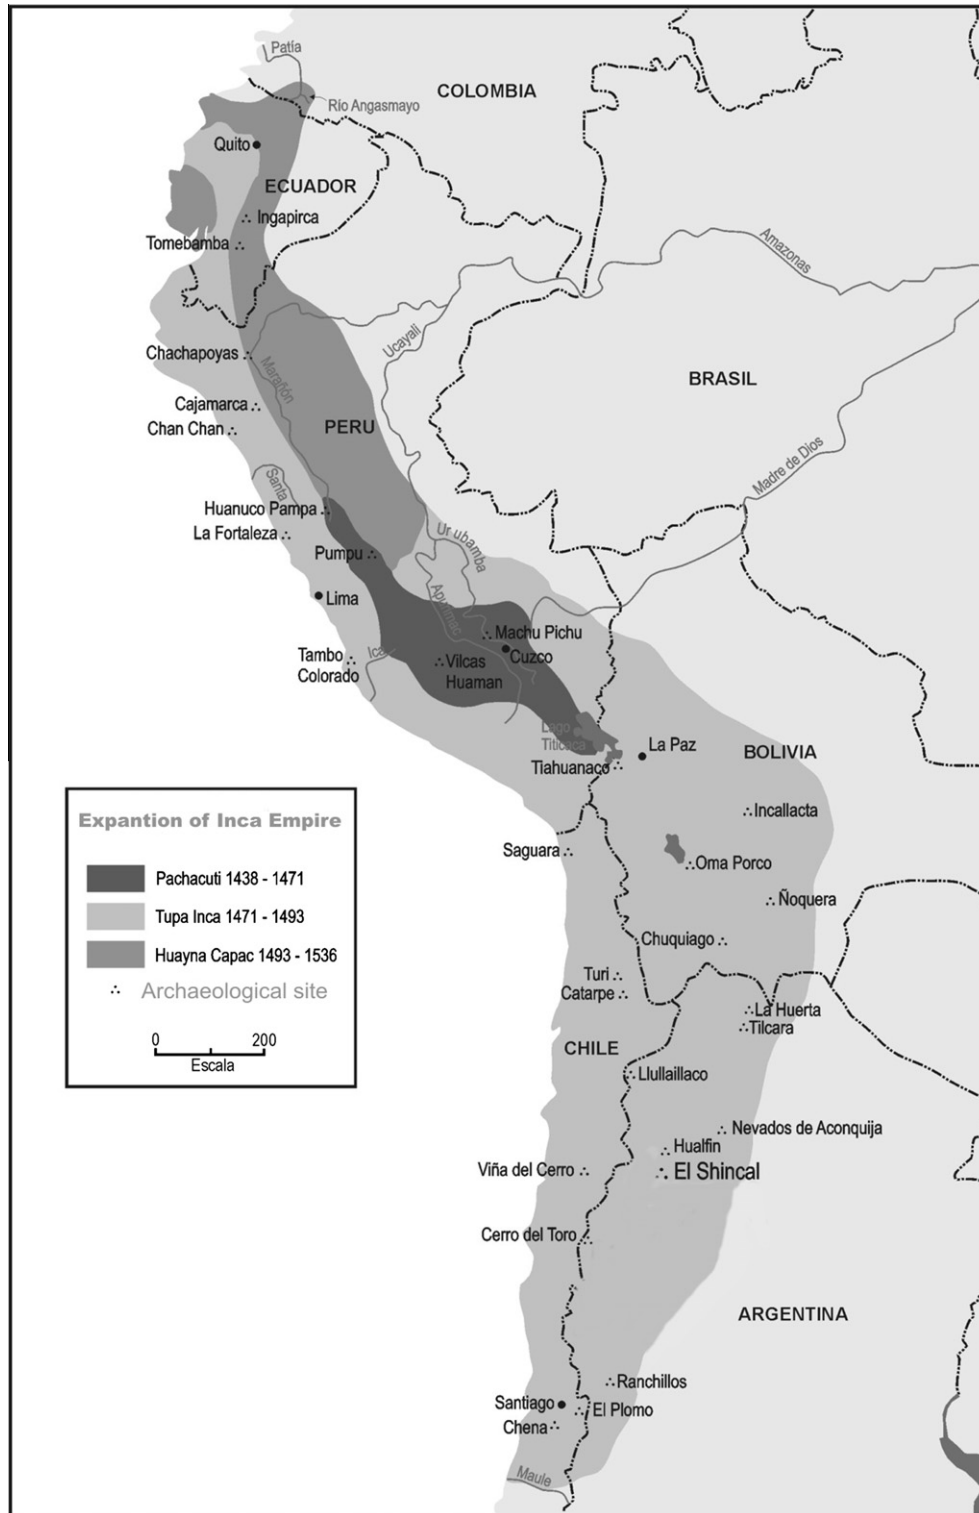 Patía
COLOMBIA
Río Angasmayo
Quito
ECUADOR
Ingapirca
Tomebamba
Amazonas
Ucayali
Chachapoyas
Marañón
BRASIL
Cajamarca
Chan Chan
PERU
Madre de Dios
Santa
Huanuco Pampa
La Fortaleza
Ur ubamba
Pumpu
Apurimac
Lima
Machu Pichu
Cuzco
Tambo
Colorado
Ica
Vilcas
Huaman
Lago
Titicaca
La Paz
BOLIVIA
Tiahuanaco
Incallacta
Saguara
Oma Porco
Ñoquera
Chuquiago
Turi
Catarpe
La Huerta
Tilcara
CHILE
Llullaillaco
Nevados de Aconquija
Hualfin
Viña del Cerro
El Shincal
Cerro del Toro
ARGENTINA
Ranchillos
Santiago
El Plomo
Chena
Maule
Expantion of Inca Empire
Pachacuti 1438 - 1471
Tupa Inca 1471 - 1493
Huayna Capac 1493 - 1536
Archaeological site
0 200
Escala